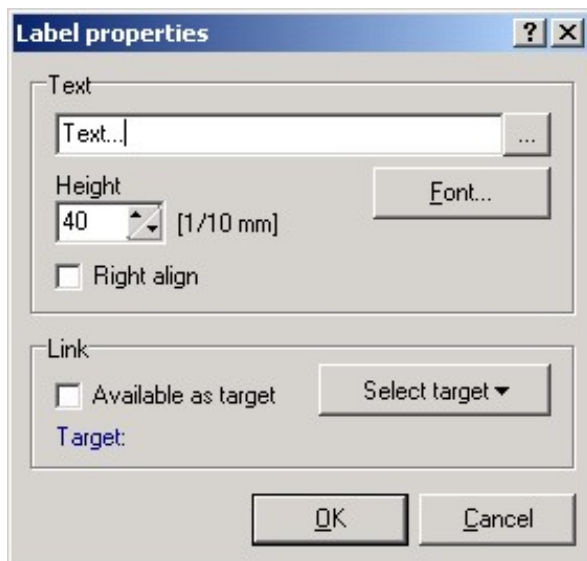 Label properties
? X
Text
Text...
...
Height
Font...
40
[1/10 mm]
Right align
Link
Available as target
Select target
Target:
OK
Cancel